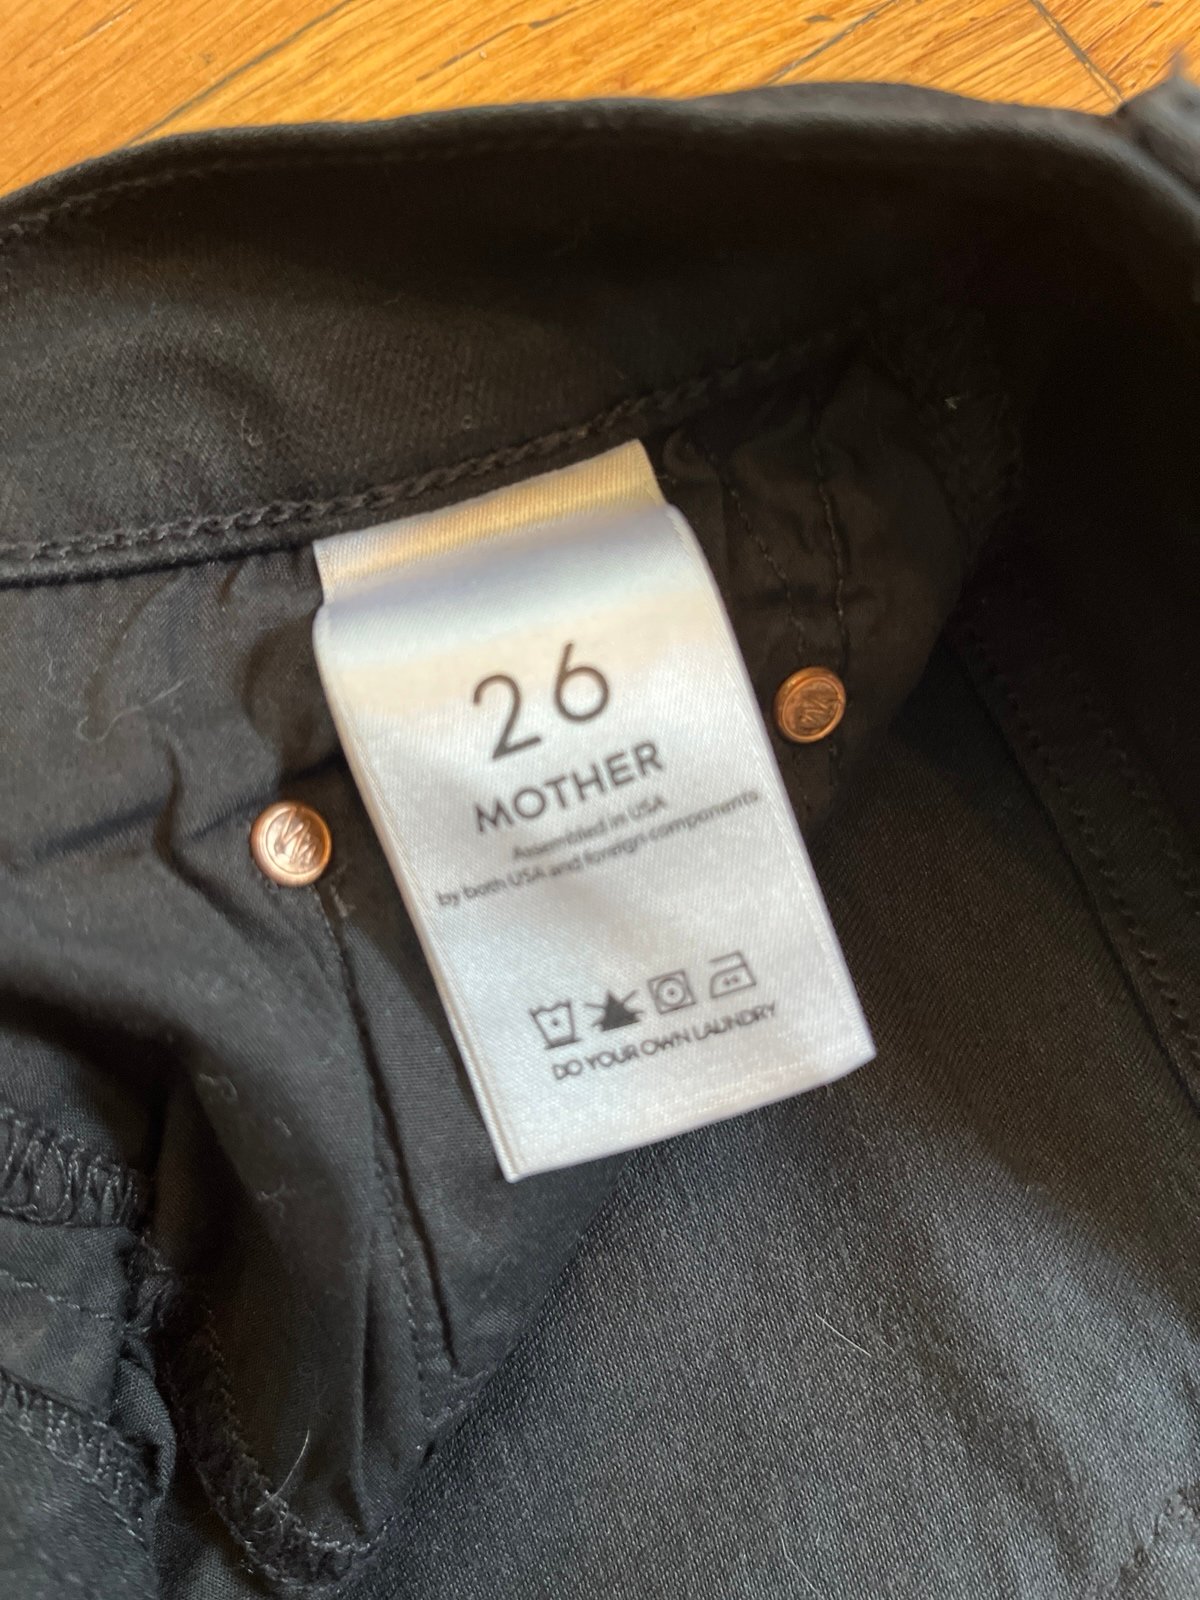 26
MOTHER
Assembled in USA
by both USA and foreign components
DO YOUR OWN LAUNDRY